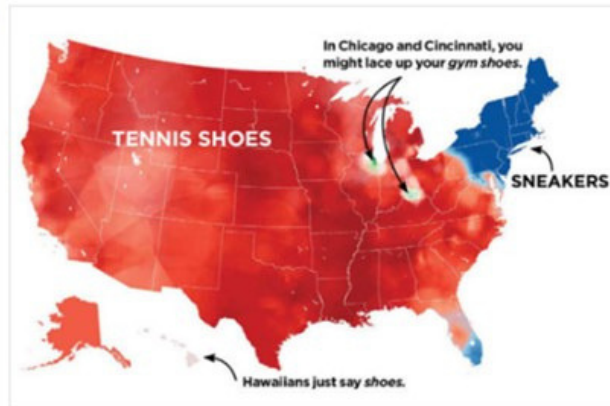 In Chicago and Cincinnati, you
might lace up your gym shoes.
TENNIS SHOES
SNEAKERS
Hawaiians just say shoes.